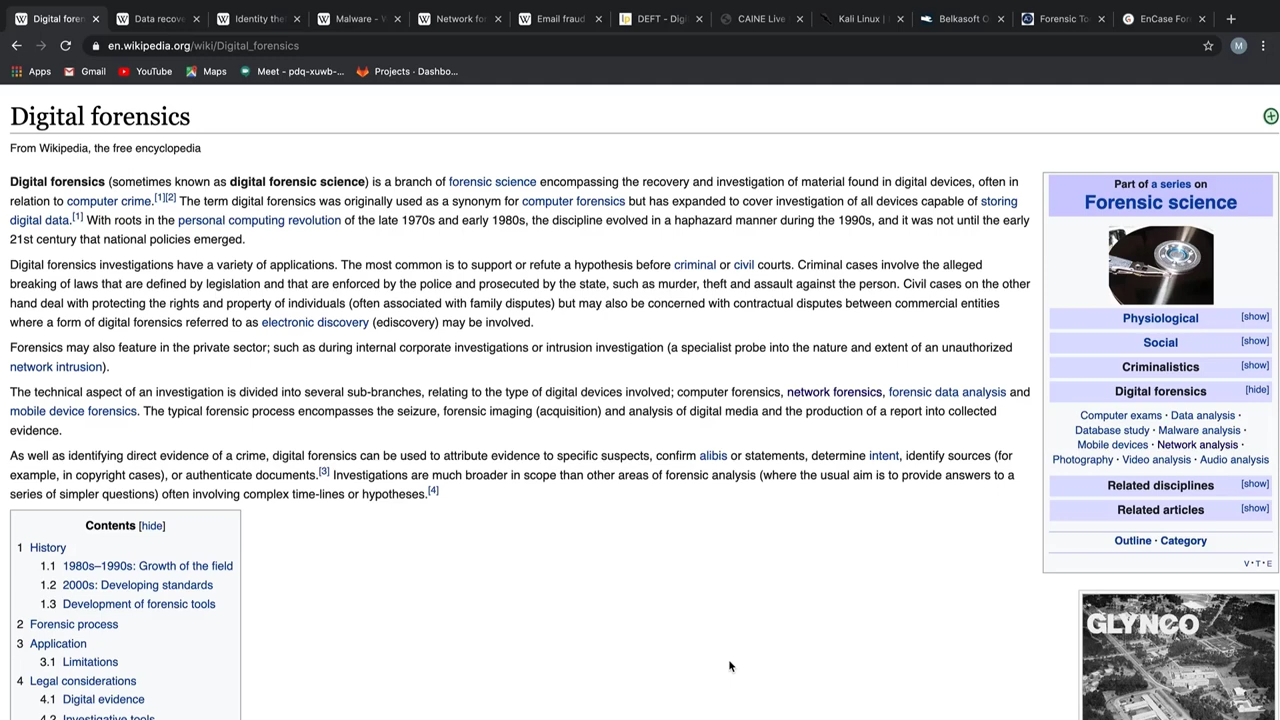 Digital foren
Data recov
Identity the
Malware - W
Network for
Email fraud
DEFT - Digi
CAINE Live
Kali Linux |
Belkasoft
Forensic To
EnCase For
en.wikipedia.org/wiki/Digital_forensics
M
Apps
Gmail
YouTube
Maps
Meet - pdq-xuwb-...
Projects · Dashbo...
Digital forensics
From Wikipedia, the free encyclopedia
Digital forensics (sometimes known as digital forensic science) is a branch of forensic science encompassing the recovery and investigation of material found in digital devices, often in
relation to computer crime.[1][2] The term digital forensics was originally used as a synonym for computer forensics but has expanded to cover investigation of all devices capable of storing
digital data.[1] With roots in the personal computing revolution of the late 1970s and early 1980s, the discipline evolved in a haphazard manner during the 1990s, and it was not until the early
21st century that national policies emerged.
Digital forensics investigations have a variety of applications. The most common is to support or refute a hypothesis before criminal or civil courts. Criminal cases involve the alleged
breaking of laws that are defined by legislation and that are enforced by the police and prosecuted by the state, such as murder, theft and assault against the person. Civil cases on the other
hand deal with protecting the rights and property of individuals (often associated with family disputes) but may also be concerned with contractual disputes between commercial entities
where a form of digital forensics referred to as electronic discovery (ediscovery) may be involved.
Forensics may also feature in the private sector; such as during internal corporate investigations or intrusion investigation (a specialist probe into the nature and extent of an unauthorized
network intrusion).
The technical aspect of an investigation is divided into several sub-branches, relating to the type of digital devices involved; computer forensics, network forensics, forensic data analysis and
mobile device forensics. The typical forensic process encompasses the seizure, forensic imaging (acquisition) and analysis of digital media and the production of a report into collected
evidence.
As well as identifying direct evidence of a crime, digital forensics can be used to attribute evidence to specific suspects, confirm alibis or statements, determine intent, identify sources (for
example, in copyright cases), or authenticate documents.[3] Investigations are much broader in scope than other areas of forensic analysis (where the usual aim is to provide answers to a
series of simpler questions) often involving complex time-lines or hypotheses.[4]
Contents [hide]
1 History
1.1 1980s–1990s: Growth of the field
1.2 2000s: Developing standards
1.3 Development of forensic tools
2 Forensic process
3 Application
3.1 Limitations
4 Legal considerations
4.1 Digital evidence
4.2 Investigative tools
Part of a series on
Forensic science
Physiological [show]
Social [show]
Criminalistics [show]
Digital forensics [hide]
Computer exams · Data analysis ·
Database study · Malware analysis ·
Mobile devices · Network analysis ·
Photography · Video analysis · Audio analysis
Related disciplines [show]
Related articles [show]
Outline · Category
V·T·E
GLYNCO